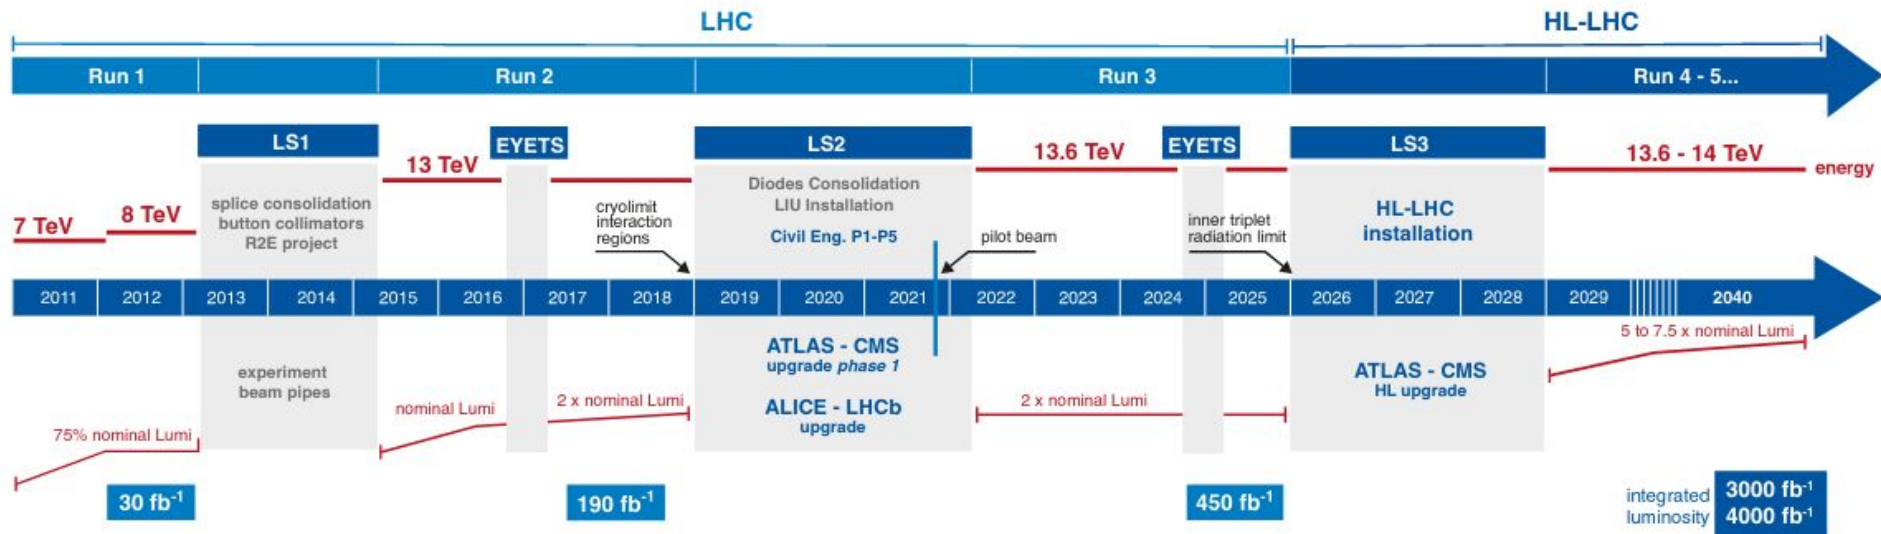 LHC
HL-LHC
Run 1
Run 2
Run 3
Run 4 - 5...
LS1
EYETS
LS2
EYETS
LS3
7 TeV
8 TeV
13 TeV
13.6 TeV
13.6 - 14 TeV
energy
splice consolidation
button collimators
R2E project
cryolimit
interaction
regions
Diodes Consolidation
LIU Installation
Civil Eng. P1-P5
pilot beam
inner triplet
radiation limit
HL-LHC
installation
2011
2012
2013
2014
2015
2016
2017
2018
2019
2020
2021
2022
2023
2024
2025
2026
2027
2028
2029
2040
experiment
beam pipes
ATLAS - CMS
upgrade phase 1
ALICE - LHCb
upgrade
ATLAS - CMS
HL upgrade
75% nominal Lumi
nominal Lumi
2 x nominal Lumi
2 x nominal Lumi
5 to 7.5 x nominal Lumi
30 fb⁻¹
190 fb⁻¹
450 fb⁻¹
integrated
luminosity
3000 fb⁻¹
4000 fb⁻¹